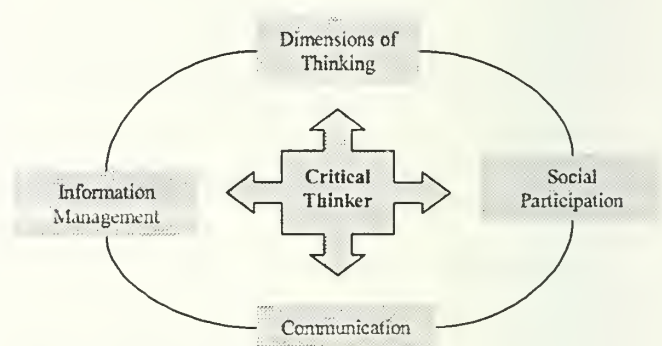 Dimensions of
Thinking
Information
Management
Critical
Thinker
Social
Participation
Communication